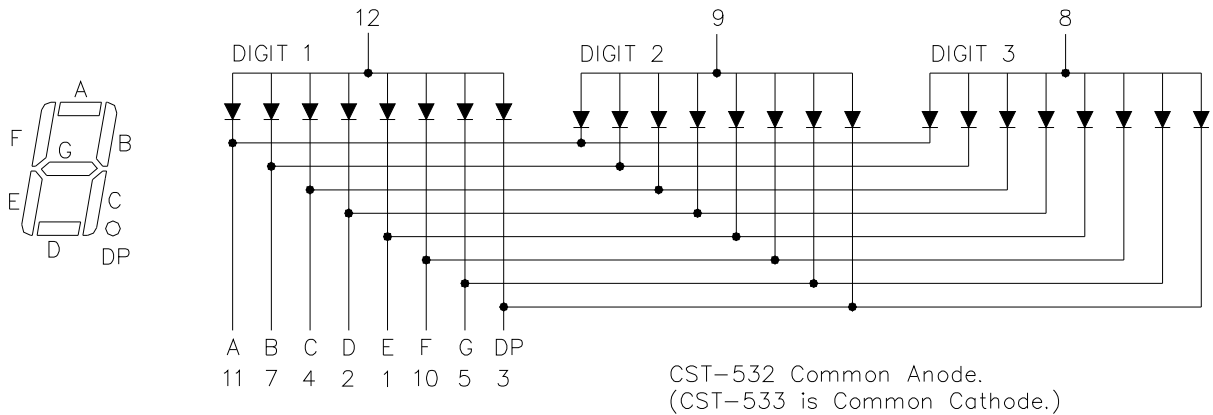 12 9 8
DIGIT 1 DIGIT 2 DIGIT 3
A
F B
G
E C
D DP
A B C D E F G DP
11 7 4 2 1 10 5 3
CST-532 Common Anode.
(CST-533 is Common Cathode.)